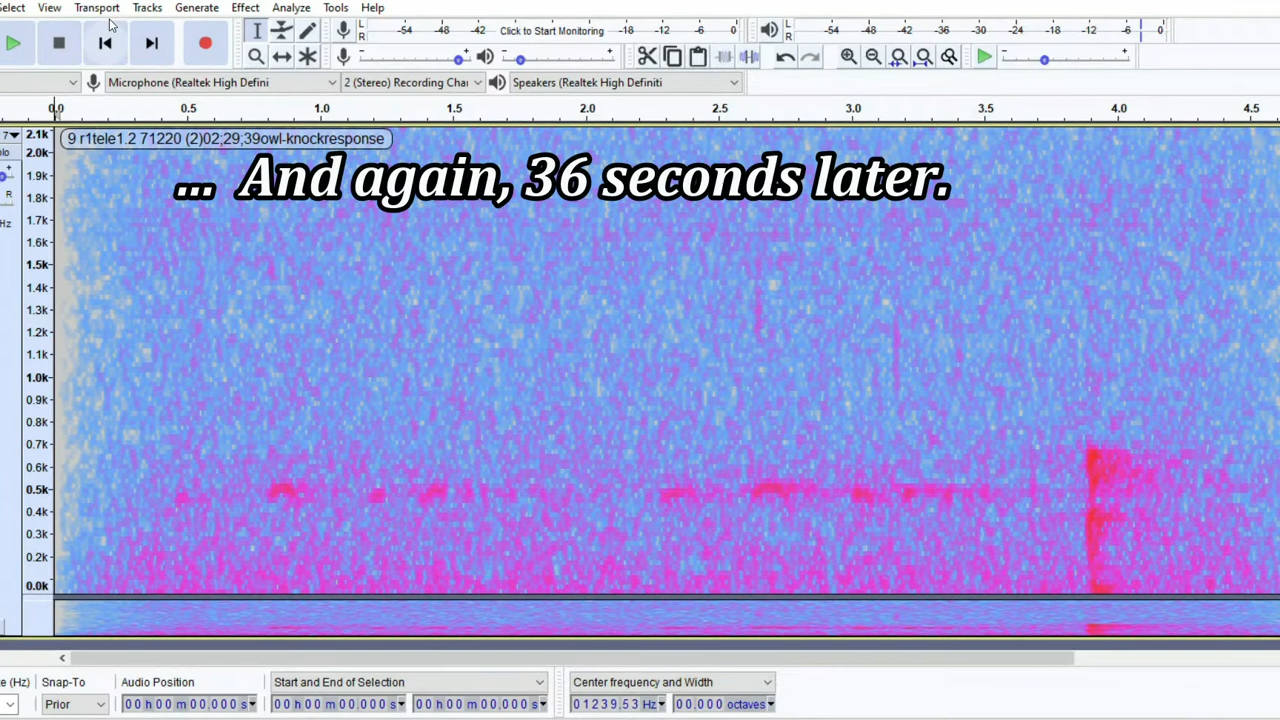 Select View Transport Tracks Generate Effect Analyze Tools Help
L R -54 -48 -42 Click to Start Monitoring -18 -12 -6 0 L R -54 -48 -42 -36 -30 -24 -18 -12 -6 0
Microphone (Realtek High Defini 2 (Stereo) Recording Chan Speakers (Realtek High Definiti
0.0 0.5 1.0 1.5 2.0 2.5 3.0 3.5 4.0 4.5
9 r1tele1.2 71220 (2)02;29;39owl-knockresponse
... And again, 36 seconds later.
2.1k
2.0k
1.9k
1.8k
1.7k
1.6k
1.5k
1.4k
1.3k
1.2k
1.1k
1.0k
0.9k
0.8k
0.7k
0.6k
0.5k
0.4k
0.3k
0.2k
0.0k
R
Hz
e (Hz) Snap-To Audio Position Start and End of Selection Center frequency and Width
Prior 00 h 00 m 00.000 s 00 h 00 m 00.000 s 00 h 00 m 00.000 s 01239.53 Hz 00.000 octaves